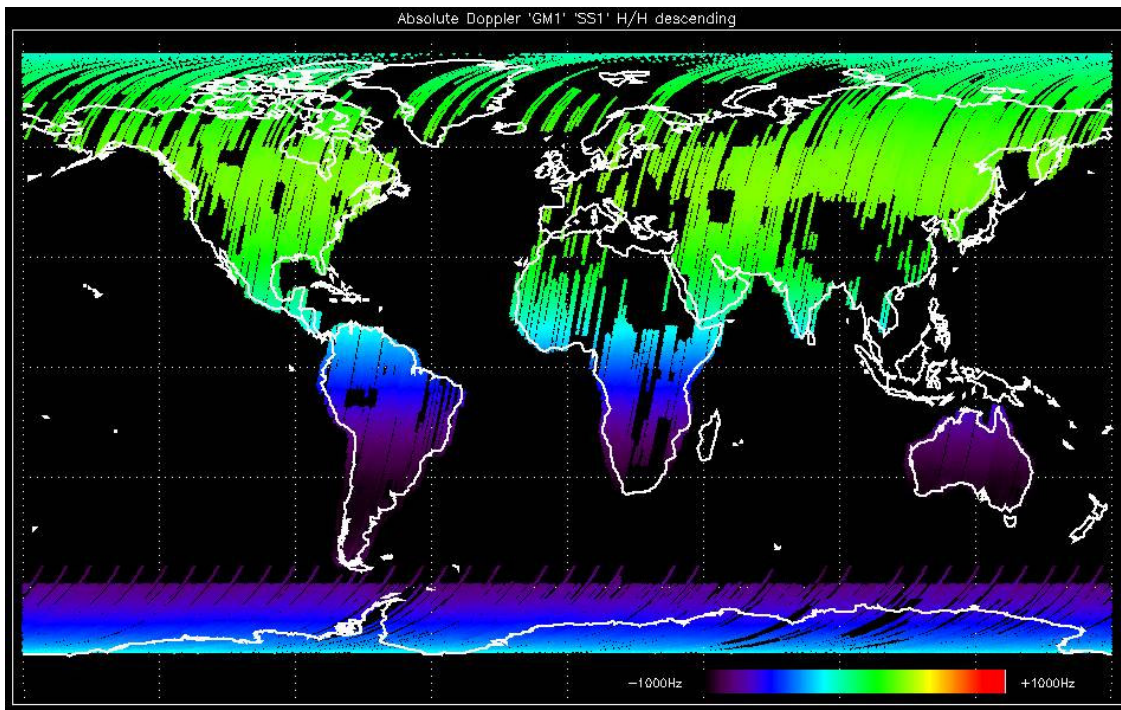 Absolute Doppler 'GM1' 'SS1' H/H descending
−1000Hz
+1000Hz